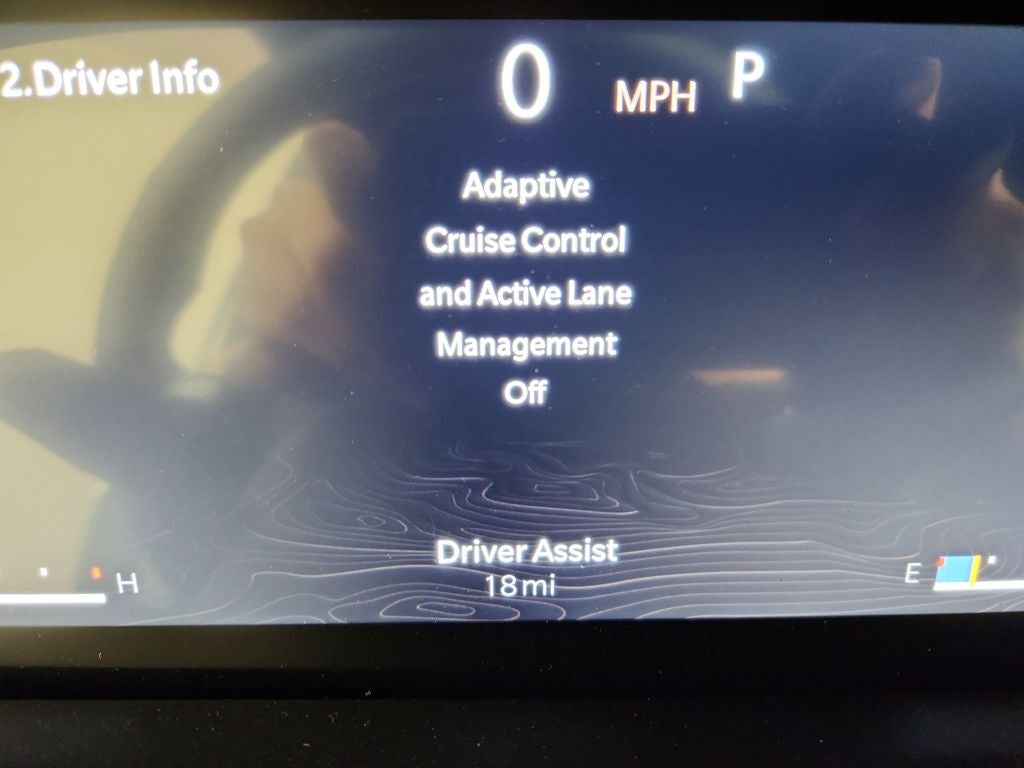 2.Driver Info
0 MPH P
Adaptive
Cruise Control
and Active Lane
Management
Off
Driver Assist
18mi
H
E